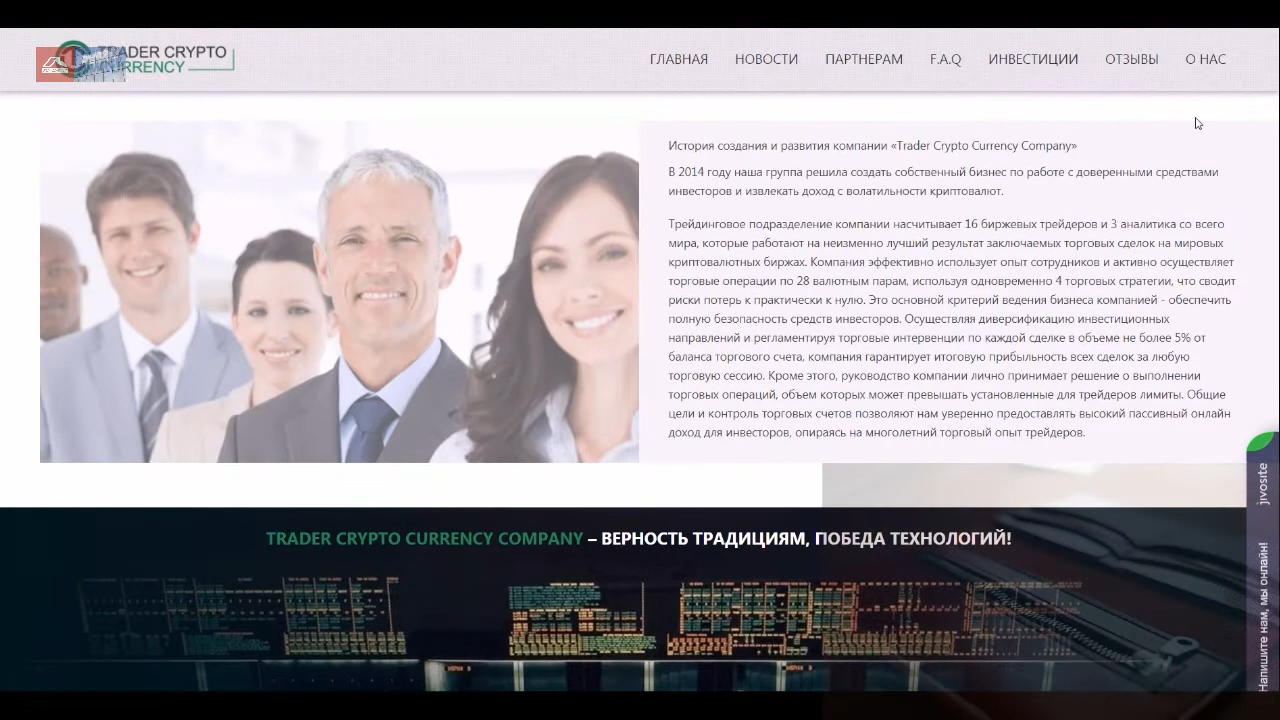 TRADER CRYPTO
CURRENCY
ГЛАВНАЯ НОВОСТИ ПАРТНЕРАМ F.A.Q ИНВЕСТИЦИИ ОТЗЫВЫ О НАС
История создания и развития компании «Trader Crypto Currency Company»
В 2014 году наша группа решила создать собственный бизнес по работе с доверенными средствами
инвесторов и извлекать доход с волатильности криптовалют.
Трейдинговое подразделение компании насчитывает 16 биржевых трейдеров и 3 аналитика со всего
мира, которые работают на неизменно лучший результат заключаемых торговых сделок на мировых
криптовалютных биржах. Компания эффективно использует опыт сотрудников и активно осуществляет
торговые операции по 28 валютным парам, используя одновременно 4 торговых стратегии, что сводит
риски потерь к практически к нулю. Это основной критерий ведения бизнеса компанией - обеспечить
полную безопасность средств инвесторов. Осуществляя диверсификацию инвестиционных
направлений и регламентируя торговые интервенции по каждой сделке в объеме не более 5% от
баланса торгового счета, компания гарантирует итоговую прибыльность всех сделок за любую
торговую сессию. Кроме этого, руководство компании лично принимает решение о выполнении
торговых операций, объем которых может превышать установленные для трейдеров лимиты. Общие
цели и контроль торговых счетов позволяют нам уверенно предоставлять высокий пассивный онлайн
доход для инвесторов, опираясь на многолетний торговый опыт трейдеров.
TRADER CRYPTO CURRENCY COMPANY – ВЕРНОСТЬ ТРАДИЦИЯМ, ПОБЕДА ТЕХНОЛОГИЙ!
Напишите нам, мы онлайн!
jivosite